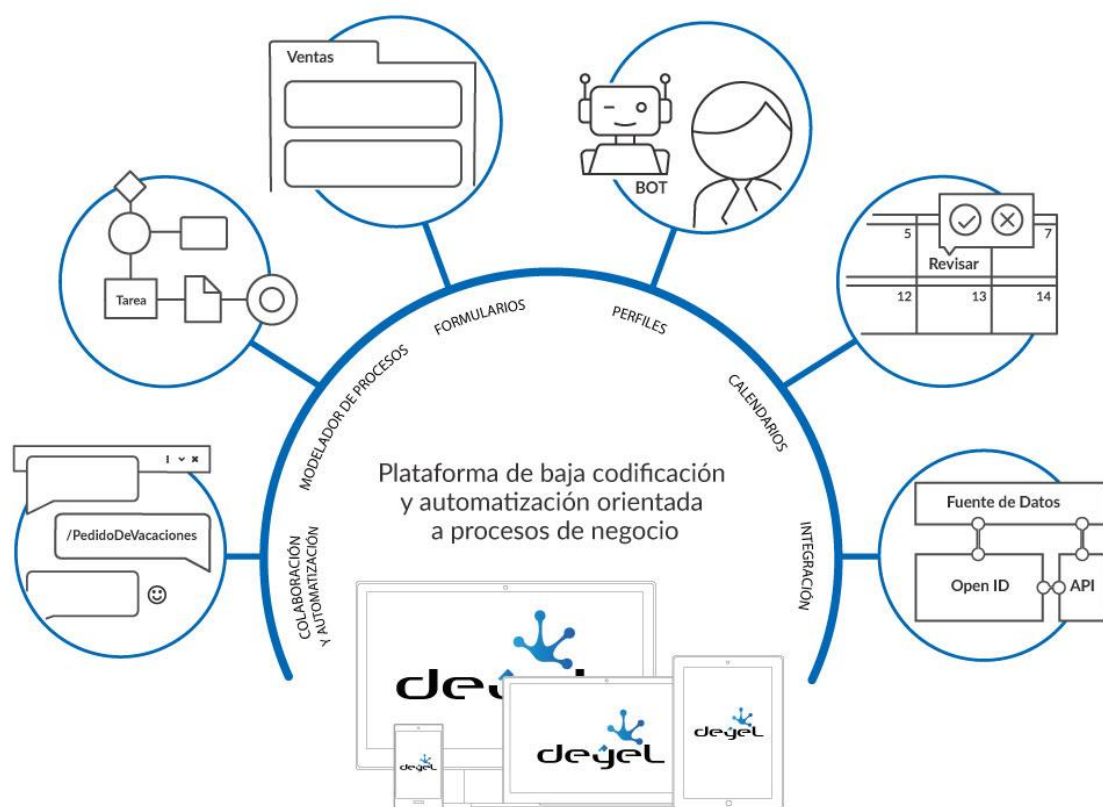 Ventas
BOT
Tarea
5
7
Revisar
12
13
14
FORMULARIOS
PERFILES
MODELADOR DE PROCESOS
CALENDARIOS
/PedidoDeVacaciones
Plataforma de baja codificación
y automatización orientada
a procesos de negocio
Fuente de Datos
Open ID
API
COLABORACIÓN
Y AUTOMATIZACIÓN
INTEGRACIÓN
deyel
deyel
deyel
deyel